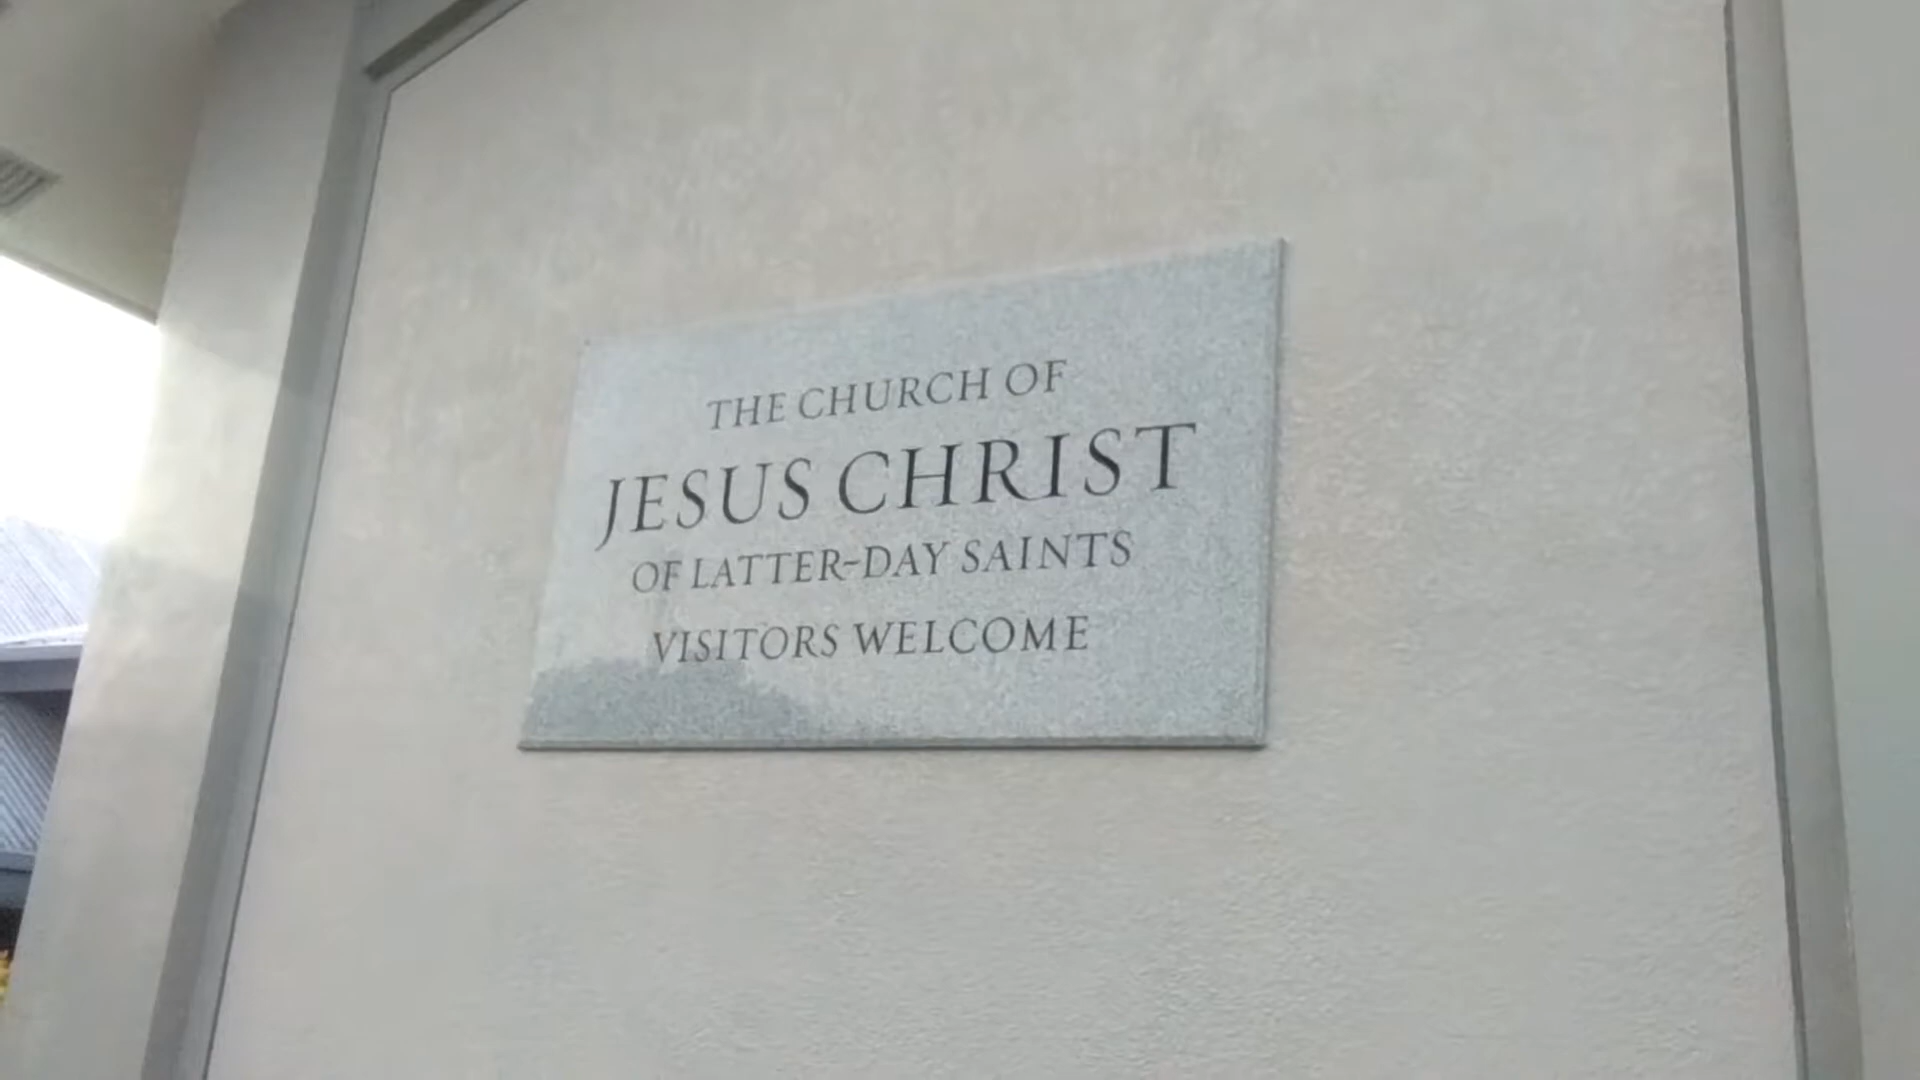 THE CHURCH OF
JESUS CHRIST
OF LATTER-DAY SAINTS
VISITORS WELCOME